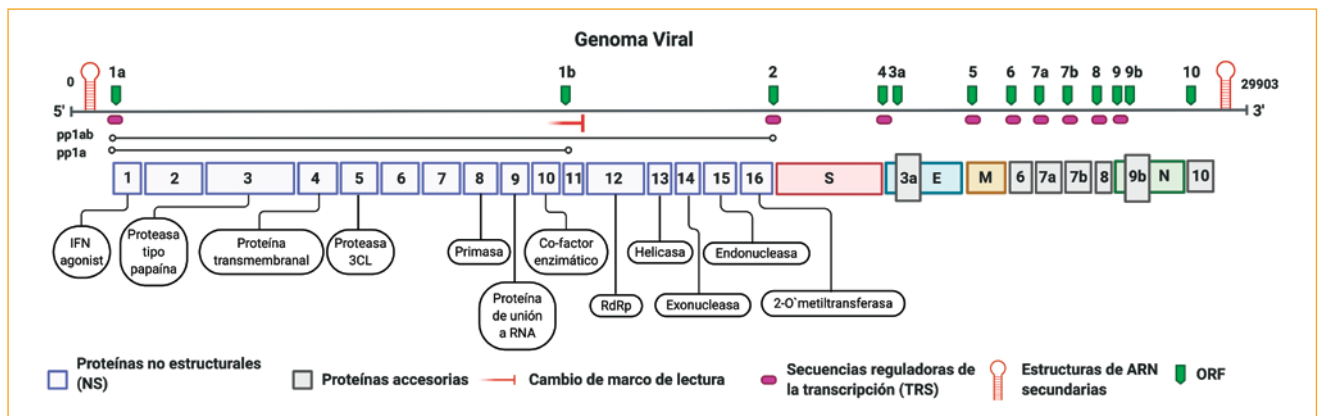 Genoma Viral
0 1a 1b 2 4 3a 5 6 7a 7b 8 9 9b 10 29903
5' 3'
pp1ab
pp1a
1 2 3 4 5 6 7 8 9 10 11 12 13 14 15 16 S 3a E M 6 7a 7b 8 9b N 10
IFN
agonist
Proteasa
tipo
papaína
Proteína
transmembranal
Proteasa
3CL
Primasa
Proteína
de unión
a RNA
Co-factor
enzimático
RdRp
Helicasa
Exonucleasa
Endonucleasa
2-O`metiltransferasa
Proteínas no estructurales
(NS)
Proteínas accesorias
Cambio de marco de lectura
Secuencias reguladoras de
la transcripción (TRS)
Estructuras de ARN
secundarias
ORF